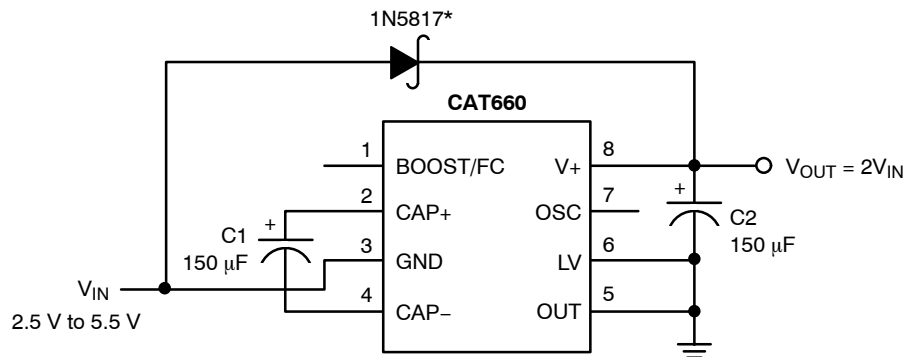 1N5817*
CAT660
1 BOOST/FC V+ 8
VOUT = 2VIN
2 CAP+ OSC 7
+ C1 150 μF
+ C2 150 μF
3 GND LV 6
VIN
4 CAP− OUT 5
2.5 V to 5.5 V